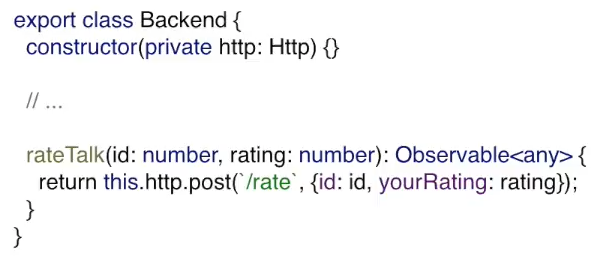 export class Backend {
constructor(private http: Http) {}
// ...
rateTalk(id: number, rating: number): Observable<any> {
return this.http.post(`/rate`, {id: id, yourRating: rating});
}
}